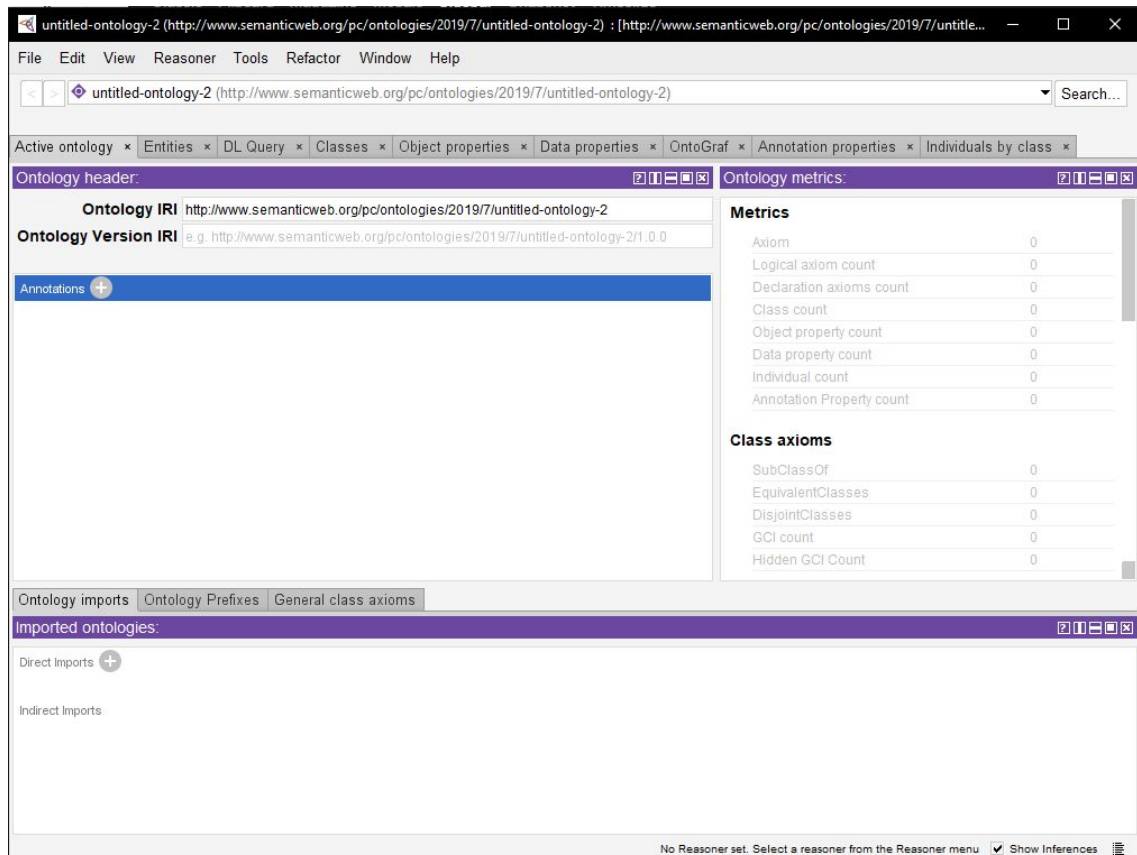 untitled-ontology-2 (http://www.semanticweb.org/pc/ontologies/2019/7/untitled-ontology-2) : [http://www.semanticweb.org/pc/ontologies/2019/7/untitle...
File Edit View Reasoner Tools Refactor Window Help
< > untitled-ontology-2 (http://www.semanticweb.org/pc/ontologies/2019/7/untitled-ontology-2) Search...
Active ontology × Entities × DL Query × Classes × Object properties × Data properties × OntoGraf × Annotation properties × Individuals by class ×
Ontology header:
Ontology IRI http://www.semanticweb.org/pc/ontologies/2019/7/untitled-ontology-2
Ontology Version IRI e.g. http://www.semanticweb.org/pc/ontologies/2019/7/untitled-ontology-2/1.0.0
Annotations
Ontology metrics:
Metrics
Axiom 0
Logical axiom count 0
Declaration axioms count 0
Class count 0
Object property count 0
Data property count 0
Individual count 0
Annotation Property count 0
Class axioms
SubClassOf 0
EquivalentClasses 0
DisjointClasses 0
GCI count 0
Hidden GCI Count 0
Ontology imports Ontology Prefixes General class axioms
Imported ontologies:
Direct Imports
Indirect Imports
No Reasoner set. Select a reasoner from the Reasoner menu Show Inferences